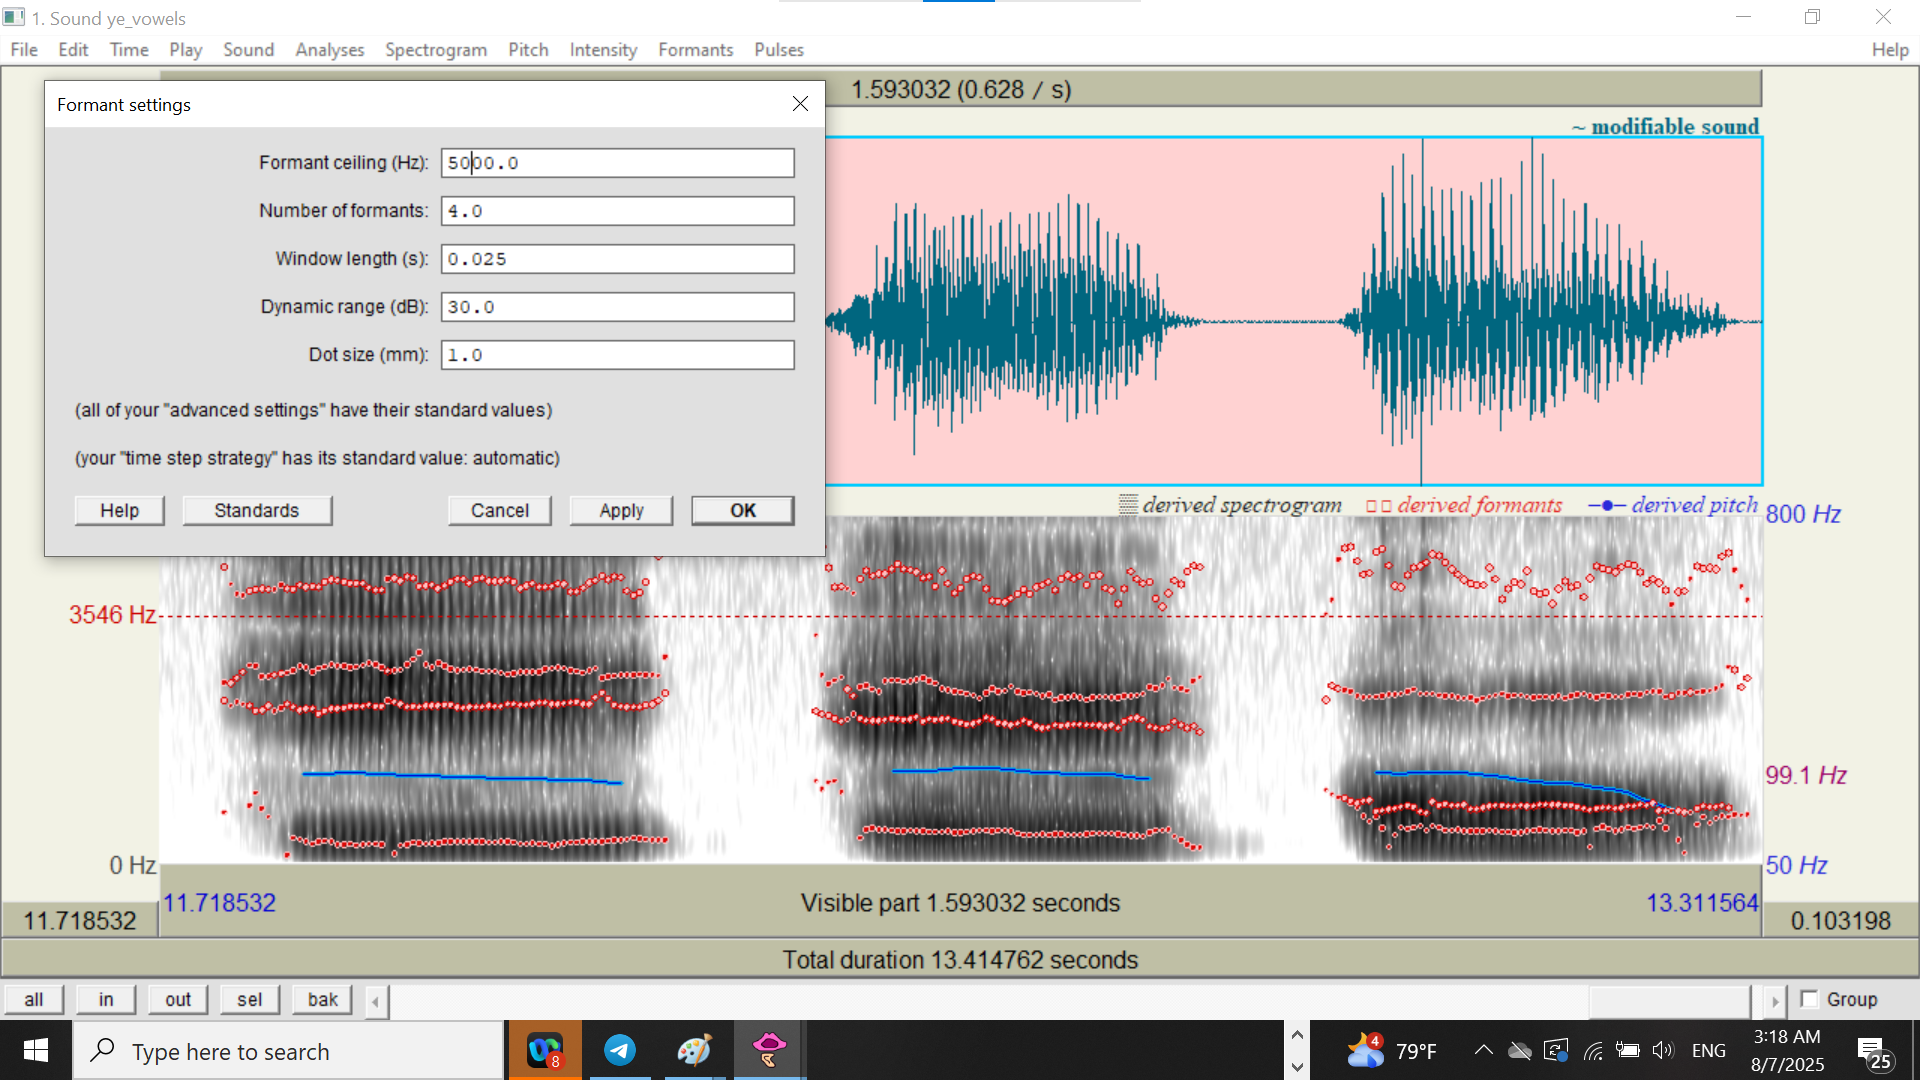 1. Sound ye_vowels
File Edit Time Play Sound Analyses Spectrogram Pitch Intensity Formants Pulses Help
1.593032 (0.628 / s)
Formant settings
Formant ceiling (Hz): 5000.0
Number of formants: 4.0
Window length (s): 0.025
Dynamic range (dB): 30.0
Dot size (mm): 1.0
(all of your "advanced settings" have their standard values)
(your "time step strategy" has its standard value: automatic)
Help Standards Cancel Apply OK
~ modifiable sound
derived spectrogram derived formants derived pitch
800 Hz
3546 Hz
99.1 Hz
0 Hz
50 Hz
11.718532 Visible part 1.593032 seconds 13.311564
11.718532 0.103198
Total duration 13.414762 seconds
all in out sel bak Group
Type here to search
8
4
79°F
ENG
3:18 AM
8/7/2025
25